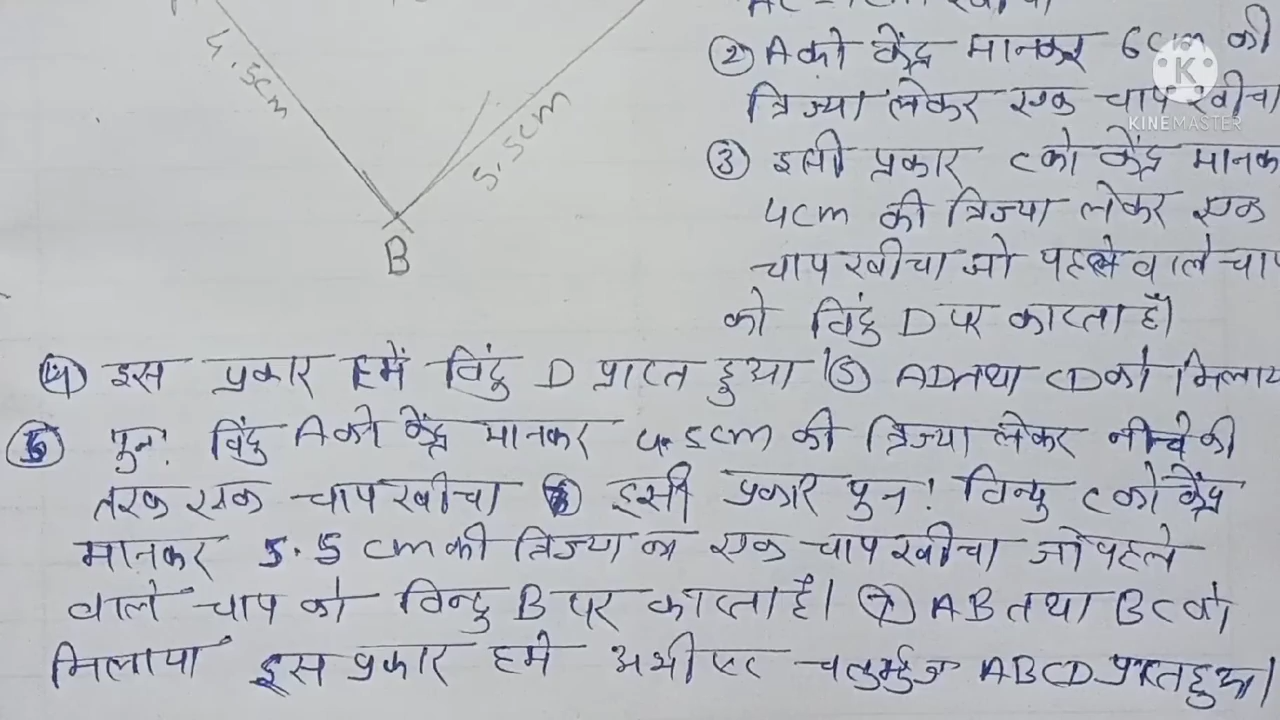 ② A को केंद्र मानकर 6cm की
त्रिज्या लेकर एक चाप खीचा
③ इसी प्रकार C को केंद्र मानक
4cm की त्रिज्या लेकर एक
चाप खीचा जो पहले वाले चाप
को विंदु D पर काटता है।
④ इस प्रकार हमें विंदु D प्राप्त हुआ। ⑤ AD तथा CD को मिलाय
पुन: विंदु A को केंद्र मानकर 4.5cm की त्रिज्या लेकर नीचे की
तरफ एक चाप खीचा इसी प्रकार पुन: विन्दु C को केंद्र
मानकर 5.5 cm की त्रिज्या का एक चाप खीचा जो पहले
वाले चाप को विन्दु B पर काटता है। ⑦ AB तथा BC को
मिलाया इस प्रकार हमे अभीष्ट चतुर्भुज ABCD प्राप्त हुआ।
4.5cm
5.5cm
B
K
KINEMASTER